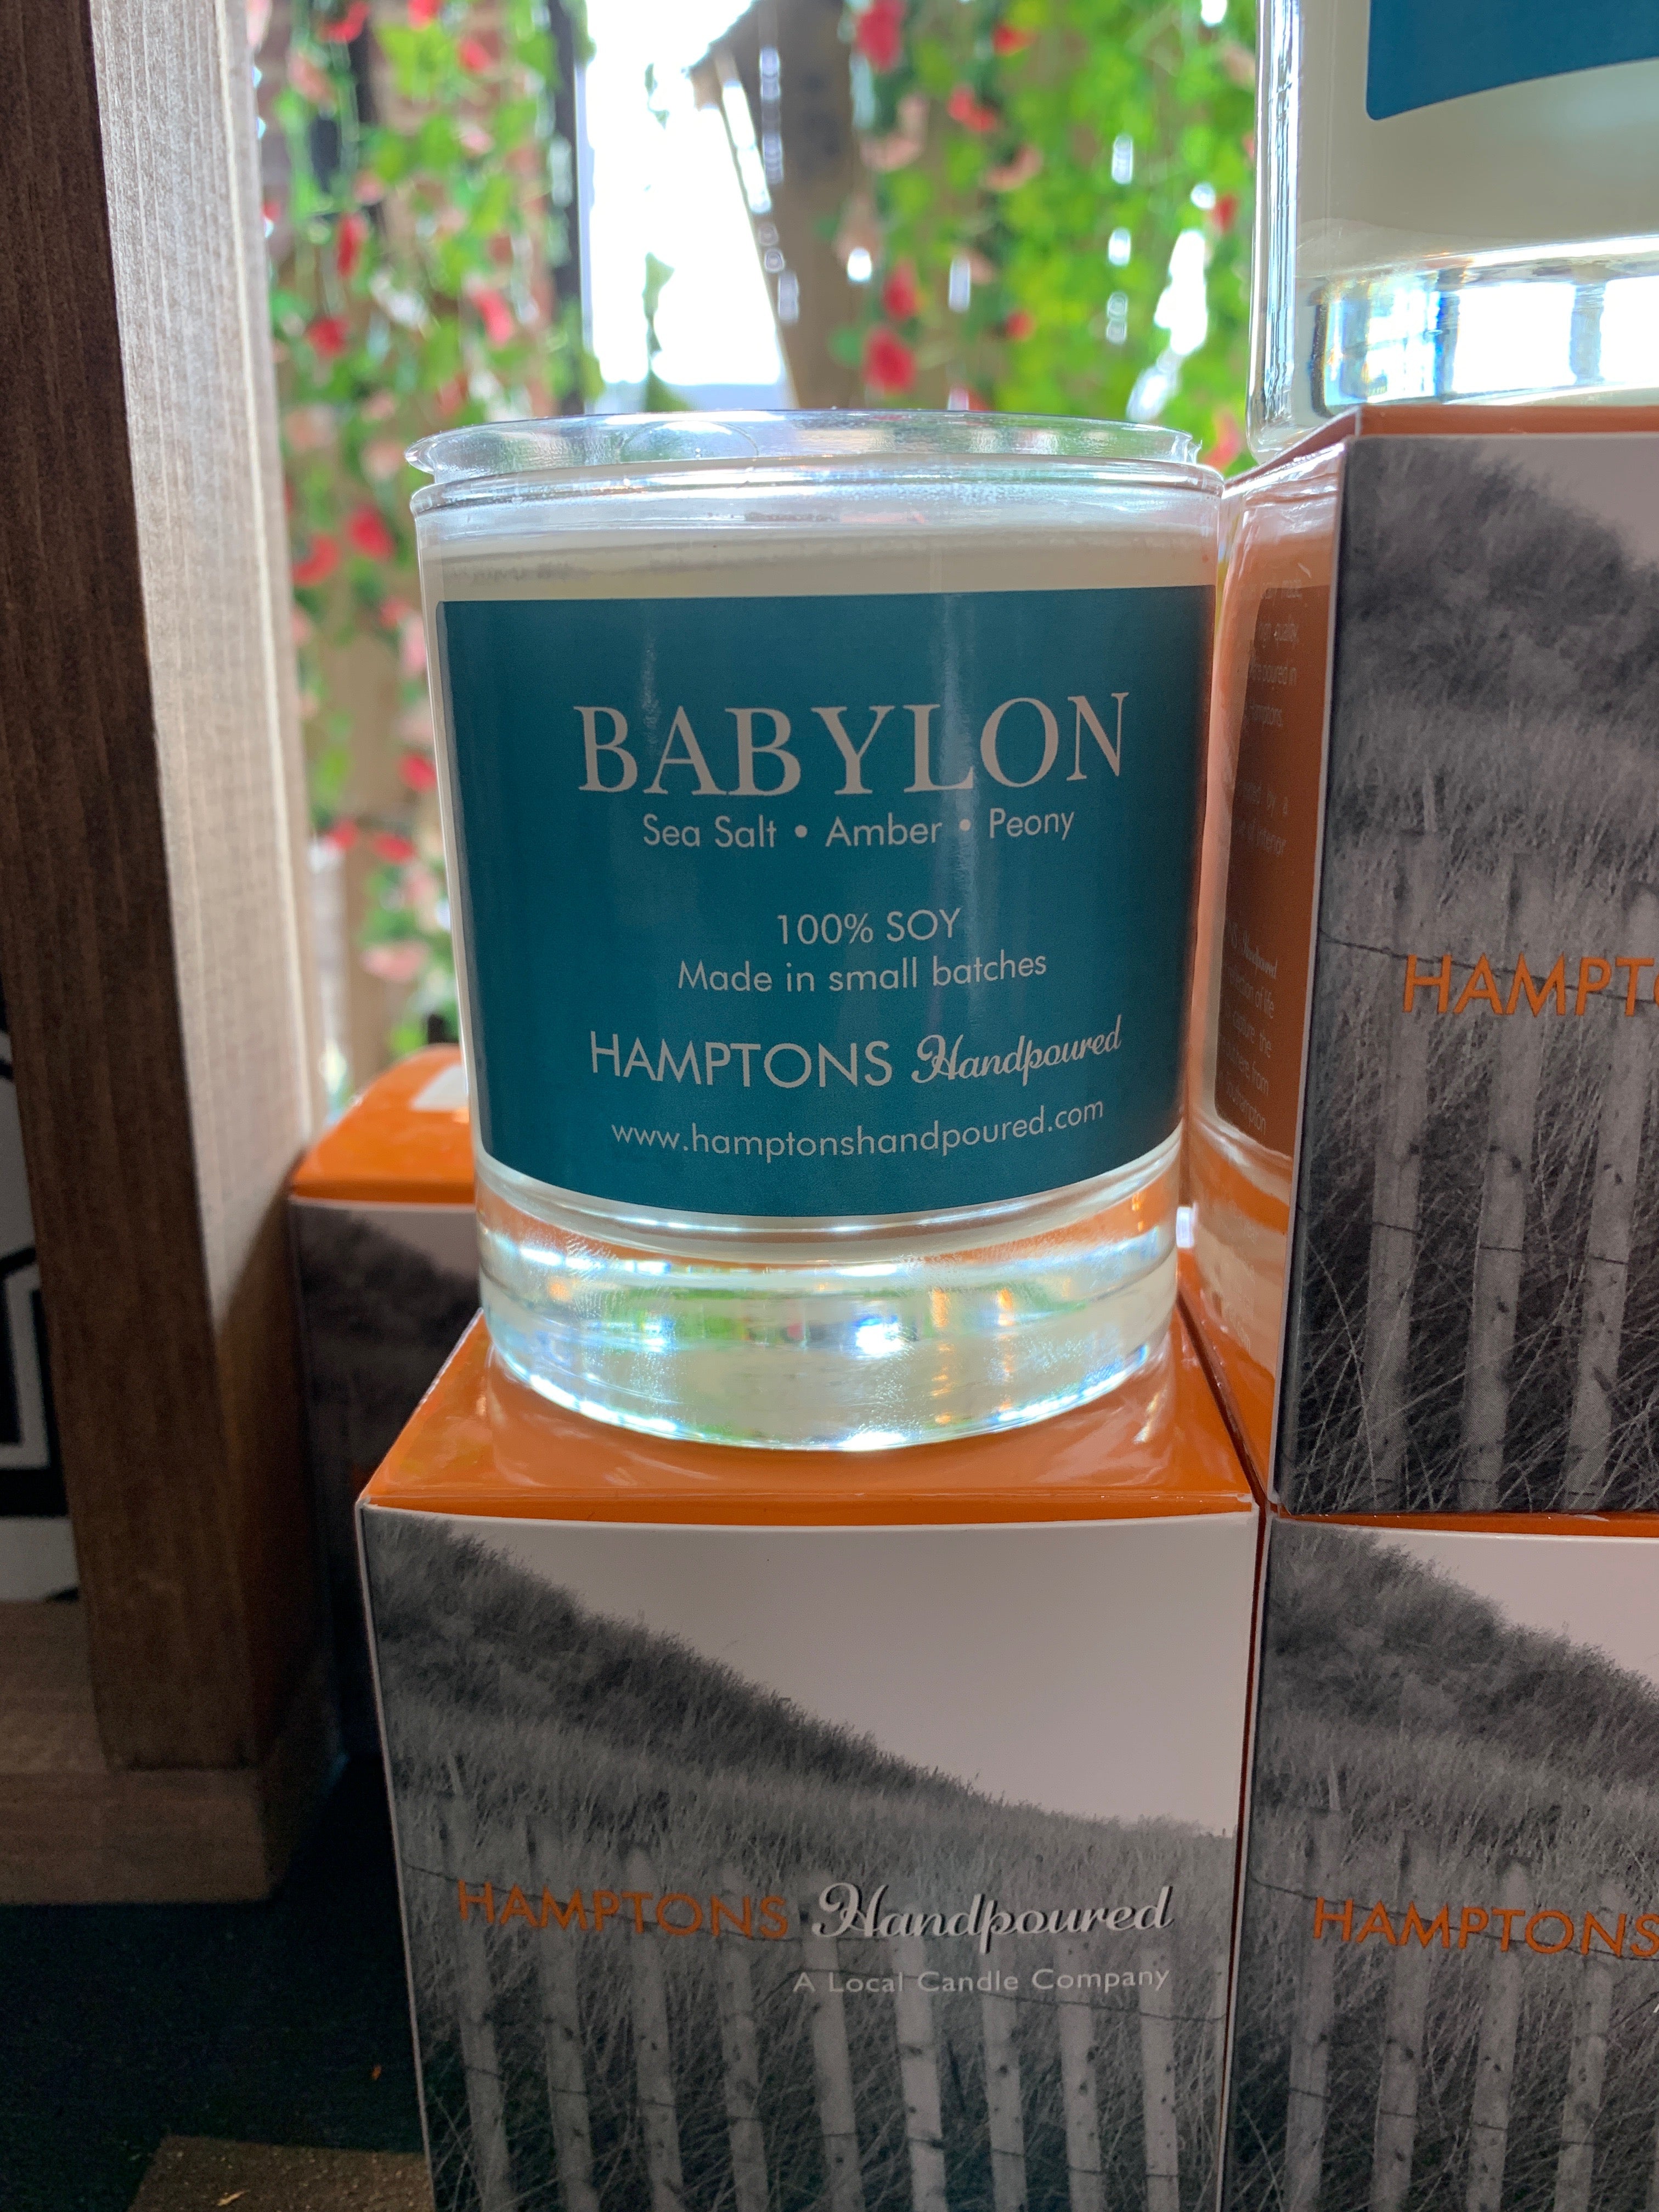 BABYLON
Sea Salt • Amber • Peony
100% SOY
Made in small batches
HAMPTONS Handpoured
www.hamptonshandpoured.com
HAMPTONS Handpoured
A Local Candle Company
HAMPTONS